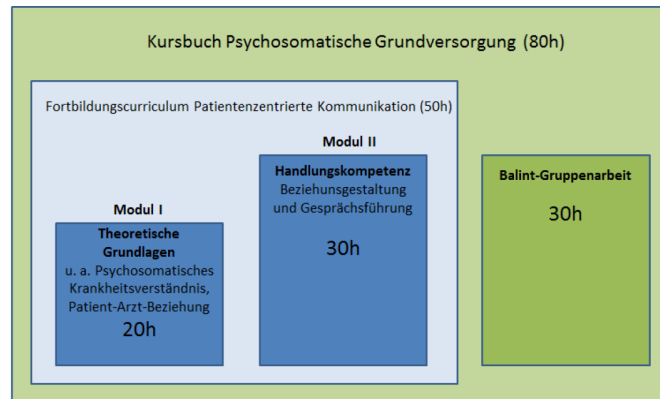 Kursbuch Psychosomatische Grundversorgung (80h)
Fortbildungscurriculum Patientenzentrierte Kommunikation (50h)
Modul I
Theoretische
Grundlagen
u. a. Psychosomatisches
Krankheitsverständnis,
Patient-Arzt-Beziehung
20h
Modul II
Handlungskompetenz
Beziehunsgestaltung
und Gesprächsführung
30h
Balint-Gruppenarbeit
30h